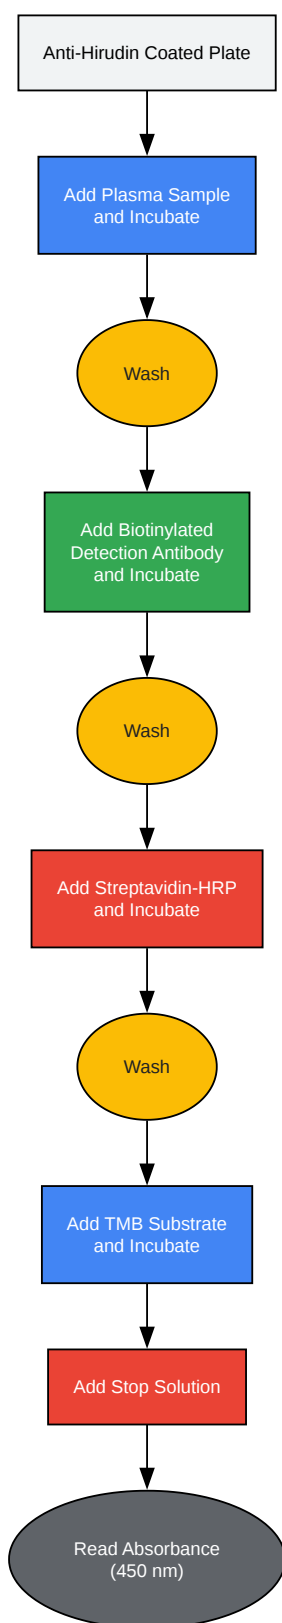 Anti-Hirudin Coated Plate
Add Plasma Sample
and Incubate
Wash
Add Biotinylated
Detection Antibody
and Incubate
Wash
Add Streptavidin-HRP
and Incubate
Wash
Add TMB Substrate
and Incubate
Add Stop Solution
Read Absorbance
(450 nm)